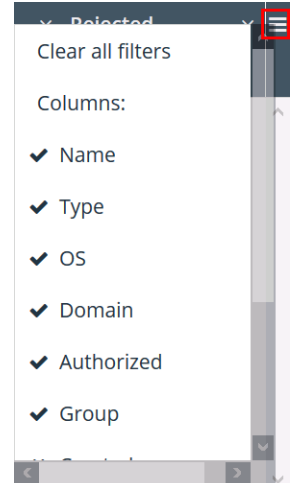 Rejected
Clear all filters
Columns:
Name
Type
OS
Domain
Authorized
Group